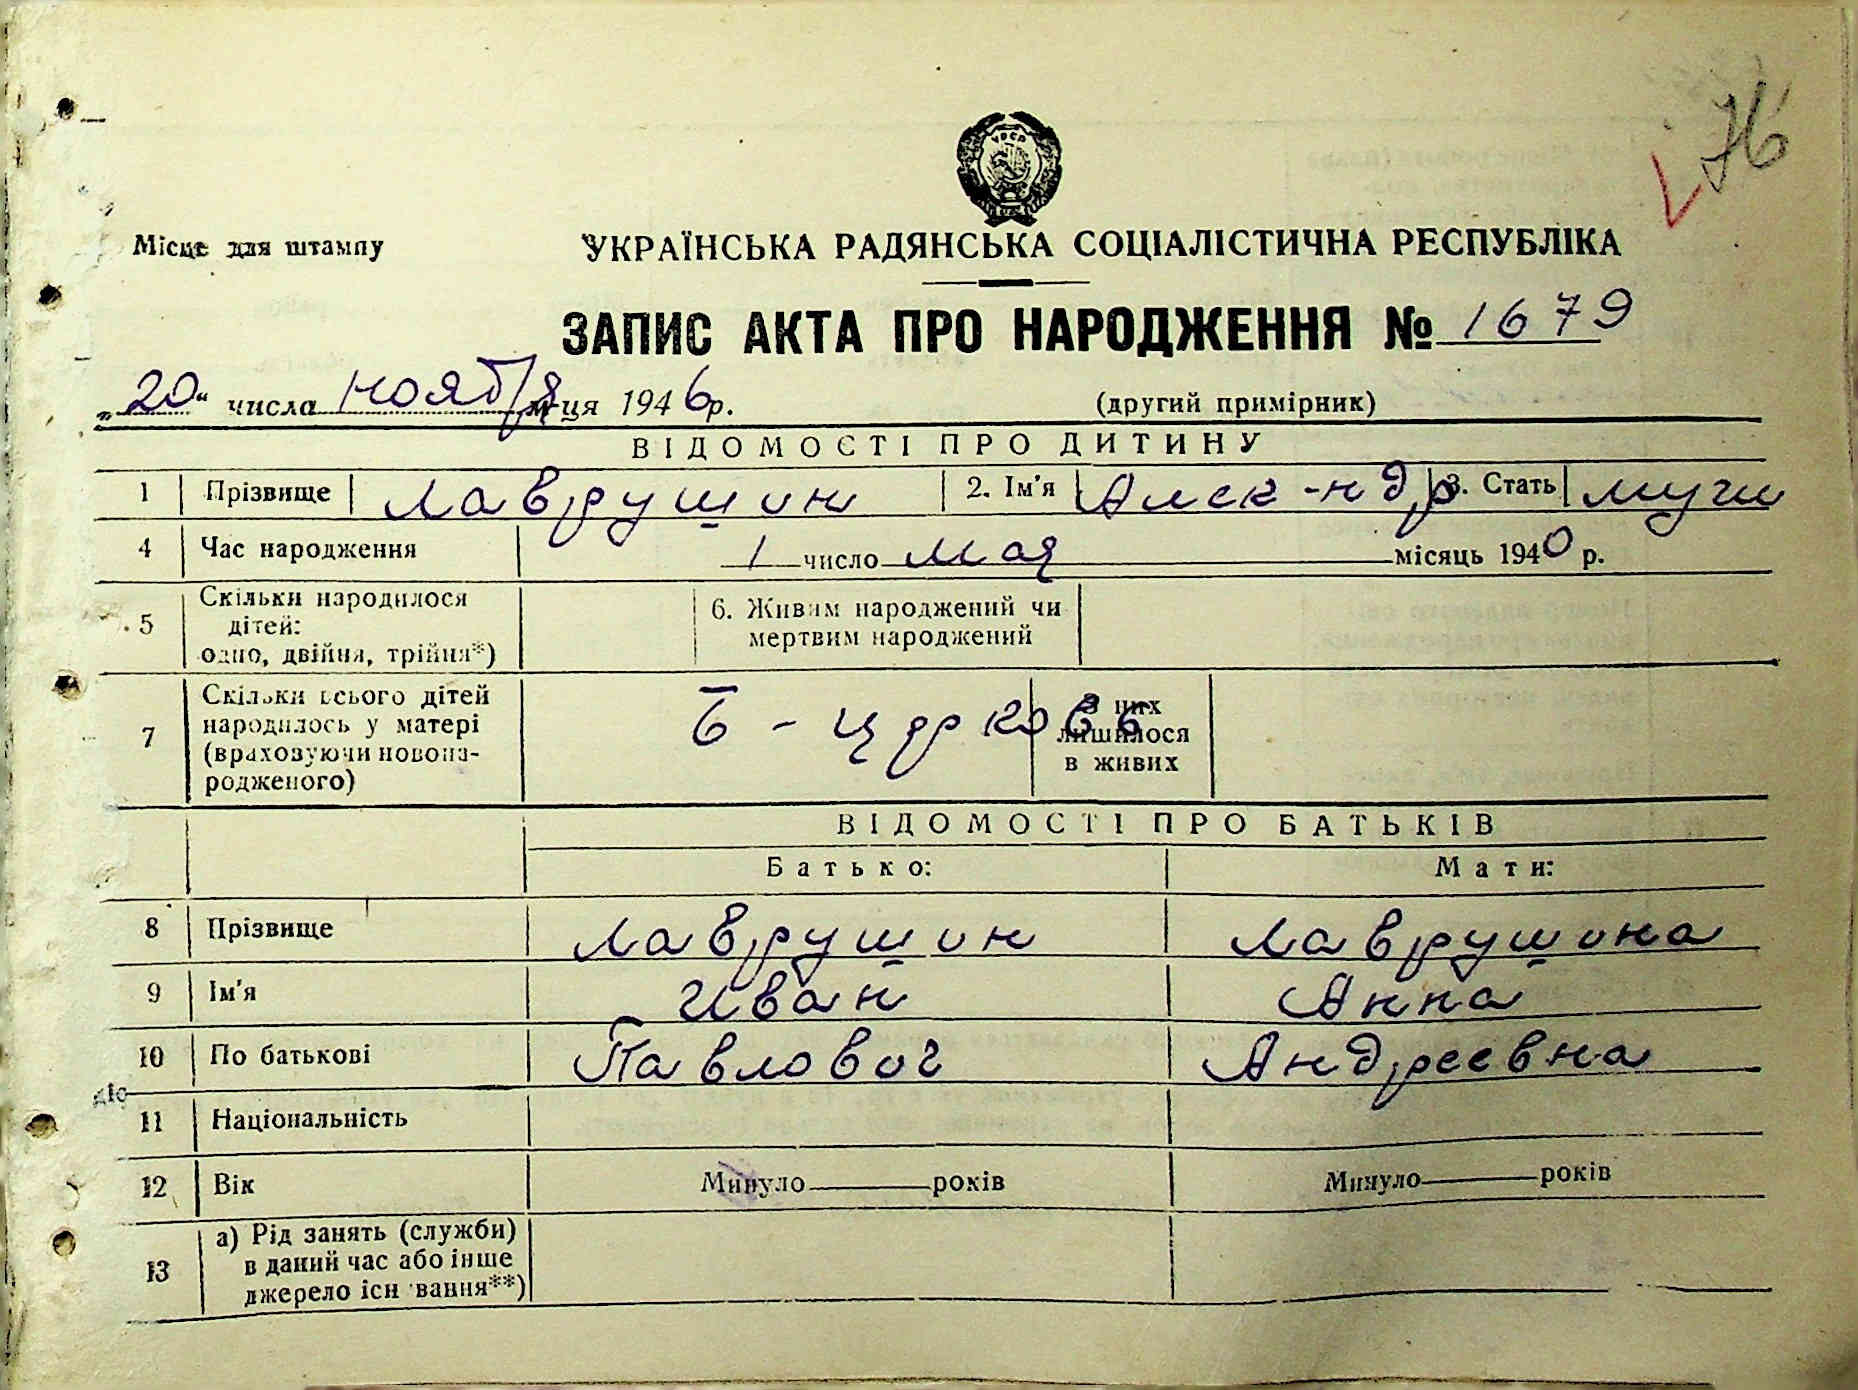 76
Місце для штампу
УКРАЇНСЬКА РАДЯНСЬКА СОЦІАЛІСТИЧНА РЕСПУБЛІКА
ЗАПИС АКТА ПРО НАРОДЖЕННЯ № 1679
„20" числа ноября м-ця 1946 р. (другий примірник)
ВІДОМОСТІ ПРО ДИТИНУ
1 Прізвище Лаврушин 2. Ім'я Алек-ндр 3. Стать муж
4 Час народження 1 число мая місяць 1940 р.
5 Скільки народилося дітей: одно, двійня, трійня*) 6. Живим народжений чи мертвим народжений
7 Скільки всього дітей народилось у матері (враховуючи новонародженого) Б - Церковь З них лишилося в живих
ВІДОМОСТІ ПРО БАТЬКІВ
Батько: Мати:
8 Прізвище Лаврушин Лаврушина
9 Ім'я Иван Анна
10 По батькові Павлович Андреевна
11 Національність
12 Вік Минуло років Минуло років
13 а) Рід занять (служби) в даний час або інше джерело існування**)